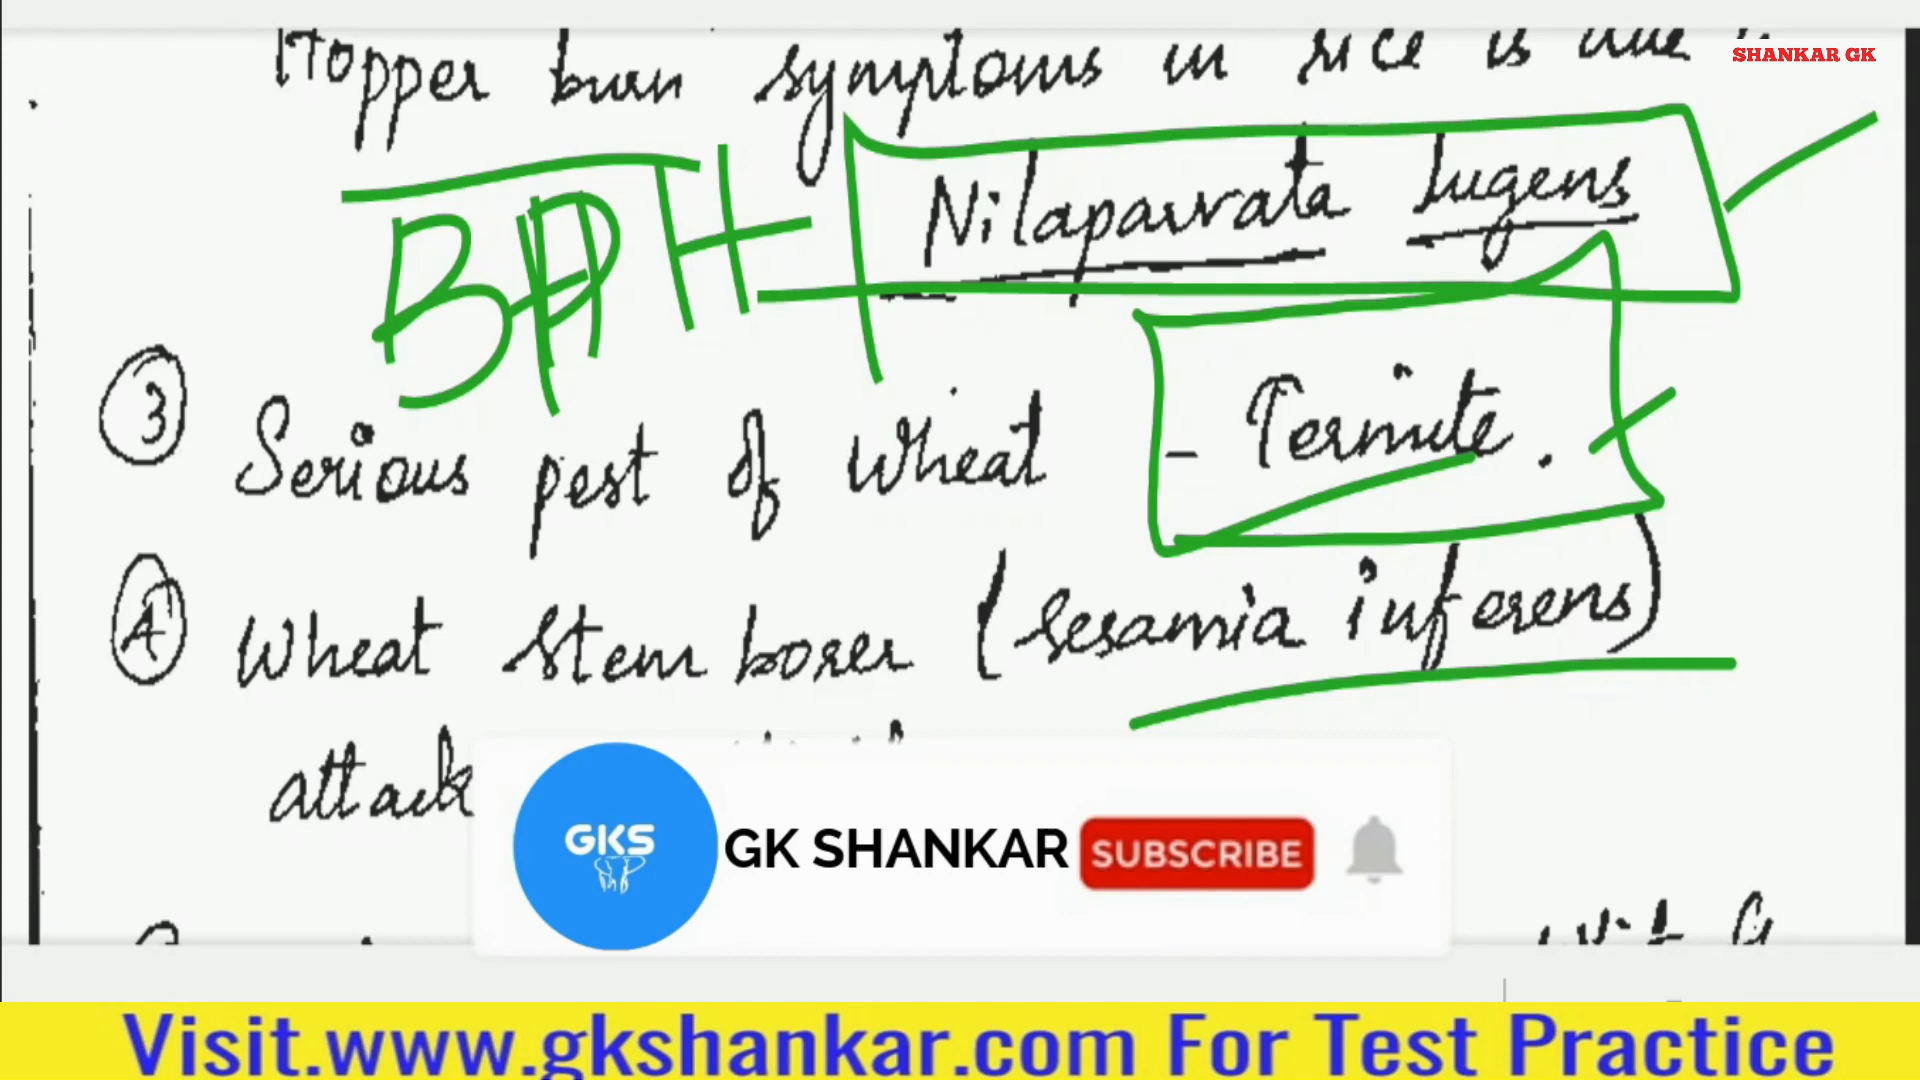 Hopper burn symptoms in rice is due
SHANKAR GK
BPH
Nilaparvata lugens
3 Serious pest of wheat - Termite.
4 Wheat stem borer (Sesamia inferens)
attack
GKS
GK SHANKAR SUBSCRIBE
Visit.www.gkshankar.com For Test Practice